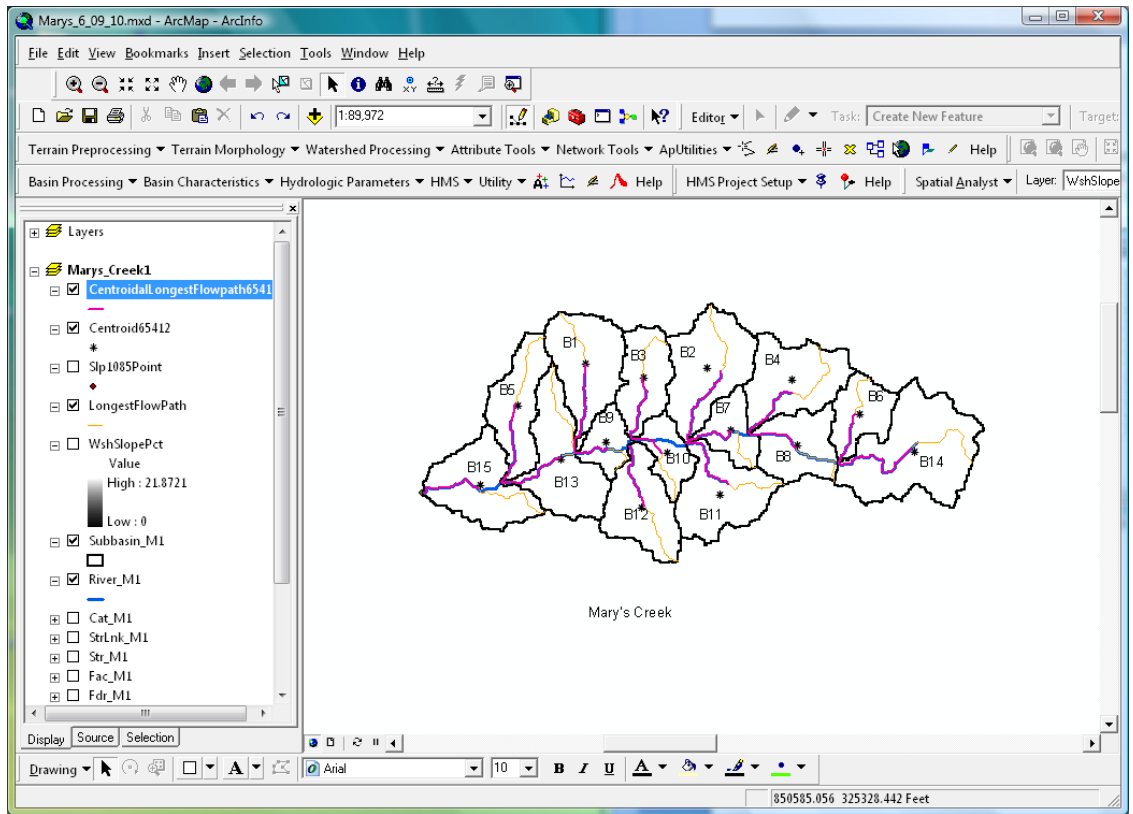 Marys_6_09_10.mxd - ArcMap - ArcInfo
File Edit View Bookmarks Insert Selection Tools Window Help
1:89,972 Editor Task: Create New Feature Target:
Terrain Preprocessing Terrain Morphology Watershed Processing Attribute Tools Network Tools ApUtilities Help
Basin Processing Basin Characteristics Hydrologic Parameters HMS Utility Help HMS Project Setup Help Spatial Analyst Layer: WshSlope
Layers
Marys_Creek1
CentroidalLongestFlowpath6541
Centroid65412
Slp1085Point
LongestFlowPath
WshSlopePct
Value
High : 21.8721
Low : 0
Subbasin_M1
River_M1
Cat_M1
StrLnk_M1
Str_M1
Fac_M1
Fdr_M1
Display Source Selection
B1
B3
B2
B4
B5
B6
B9
B7
B10
B8
B14
B15
B13
B12
B11
Mary's Creek
Drawing A Arial 10 B I U A
850585.056 325328.442 Feet